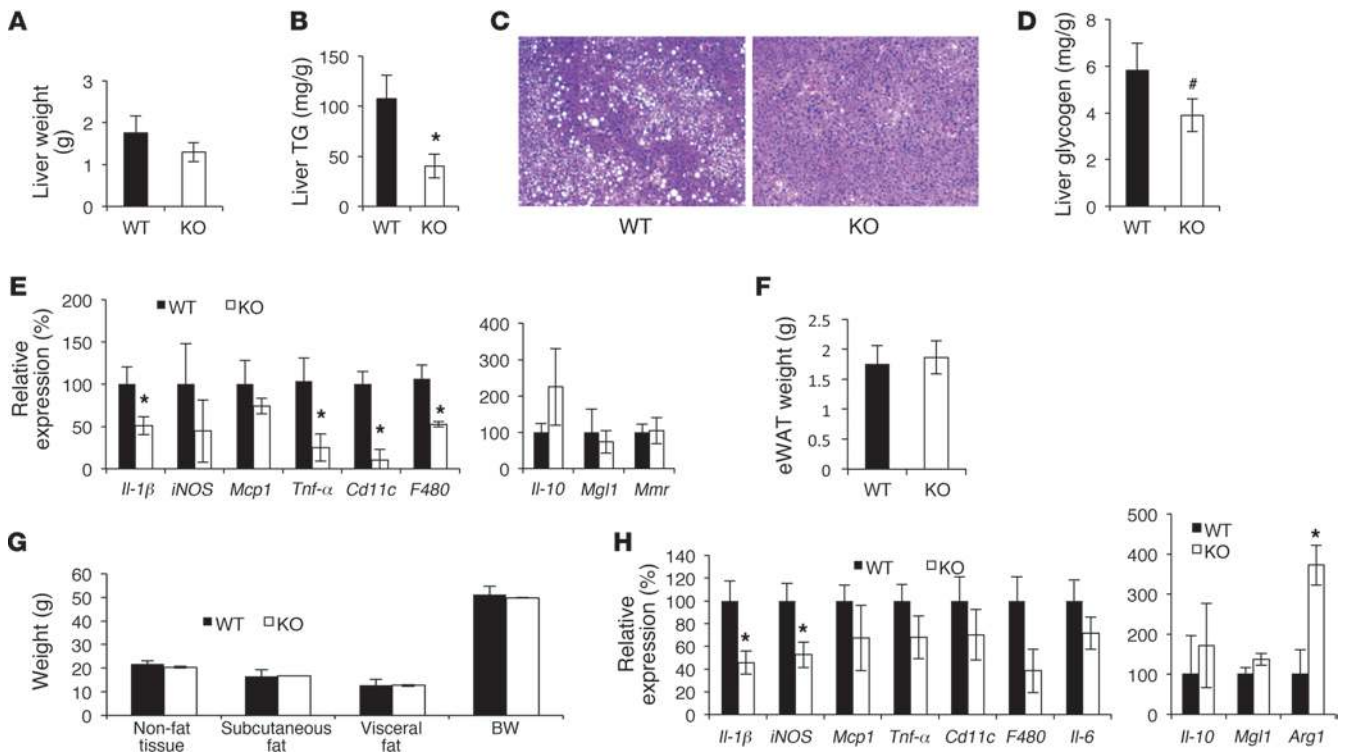 A
Liver weight
(g)
3
2
1
0
WT
KO
B
Liver TG (mg/g)
150
100
50
0
*
WT
KO
C
WT
KO
D
Liver glycogen (mg/g)
8
6
4
2
0
#
WT
KO
E
Relative
expression (%)
200
150
100
50
0
WT
KO
*
*
*
*
Il-1β
iNOS
Mcp1
Tnf-α
Cd11c
F480
400
300
200
100
0
Il-10
Mgl1
Mmr
F
eWAT weight (g)
2.5
2
1.5
1
0.5
0
WT
KO
G
Weight (g)
60
50
40
30
20
10
0
WT
KO
Non-fat
tissue
Subcutaneous
fat
Visceral
fat
BW
H
Relative
expression (%)
140
120
100
80
60
40
20
0
WT
KO
*
*
Il-1β
iNOS
Mcp1
Tnf-α
Cd11c
F480
Il-6
500
400
300
200
100
0
WT
KO
*
Il-10
Mgl1
Arg1